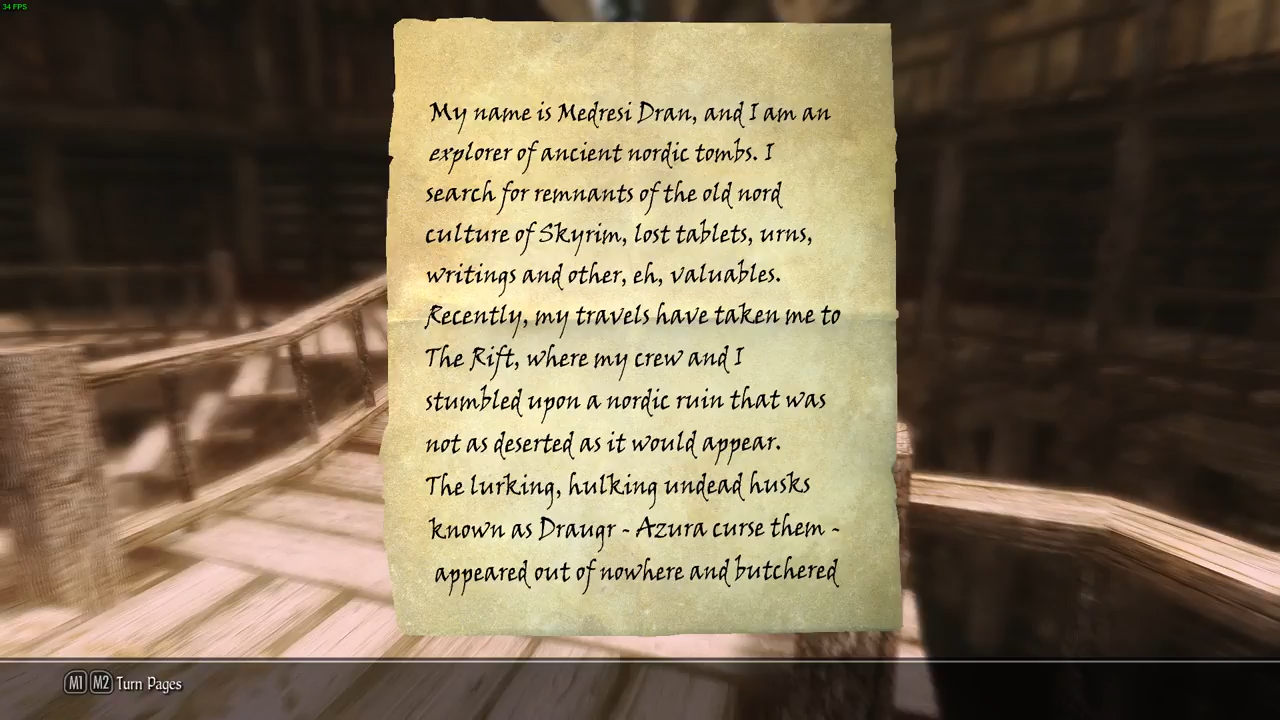 34 FPS
My name is Medresi Dran, and I am an
explorer of ancient nordic tombs. I
search for remnants of the old nord
culture of Skyrim, lost tablets, urns,
writings and other, eh, valuables.
Recently, my travels have taken me to
The Rift, where my crew and I
stumbled upon a nordic ruin that was
not as deserted as it would appear.
The lurking, hulking undead husks
known as Draugr - Azura curse them -
appeared out of nowhere and butchered
M1 M2 Turn Pages